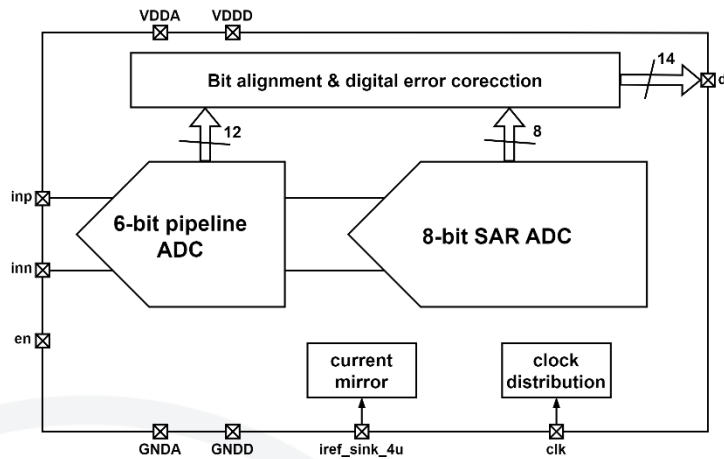 VDDA
VDDD
Bit alignment & digital error corecction
14
d
12
8
inp
inn
en
6-bit pipeline
ADC
8-bit SAR ADC
current
mirror
clock
distribution
GNDA
GNDD
iref_sink_4u
clk